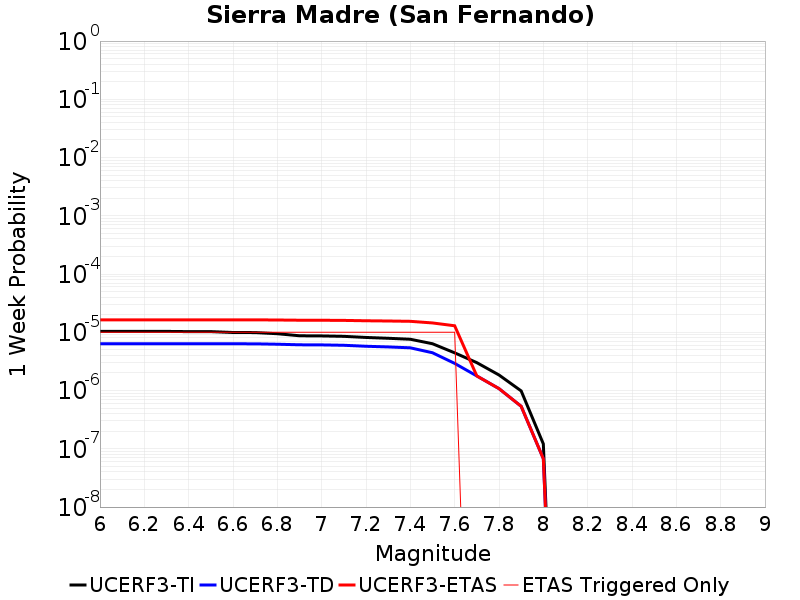 Sierra Madre (San Fernando)
1 Week Probability
10^0
10^-1
10^-2
10^-3
10^-4
10^-5
10^-6
10^-7
10^-8
6 6.2 6.4 6.6 6.8 7 7.2 7.4 7.6 7.8 8 8.2 8.4 8.6 8.8 9
Magnitude
UCERF3-TI UCERF3-TD UCERF3-ETAS ETAS Triggered Only